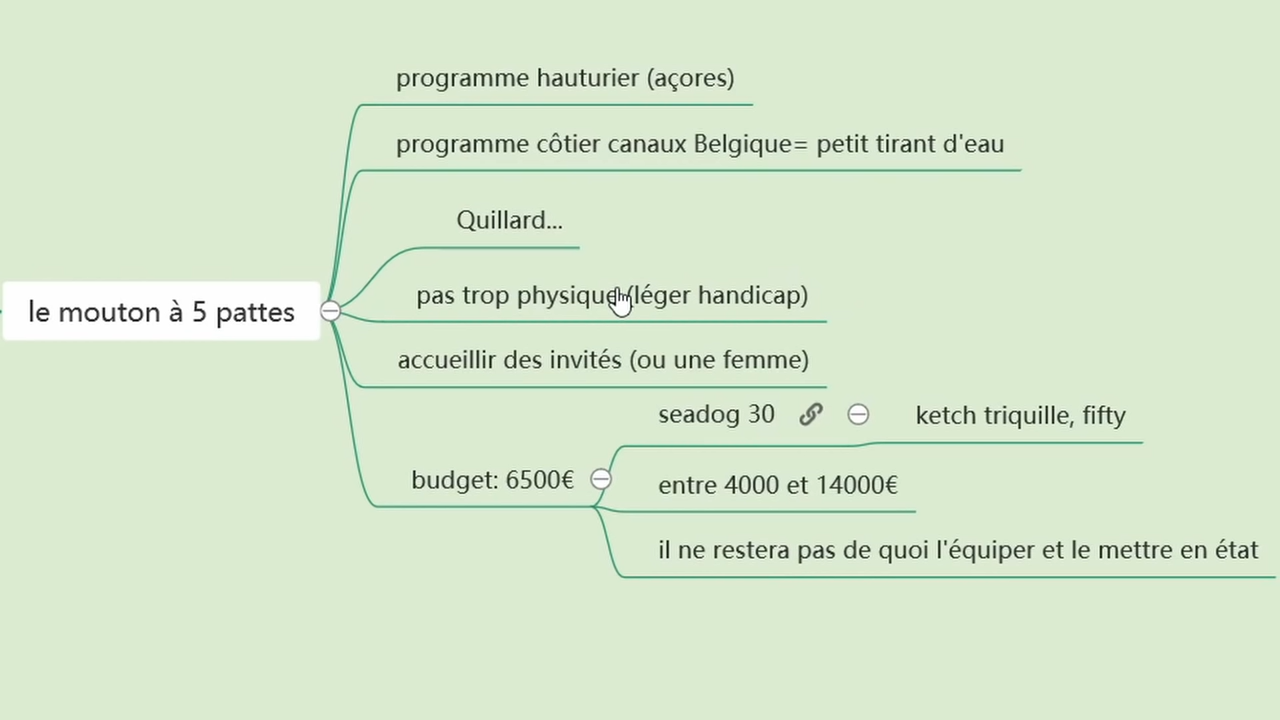 programme hauturier (açores)
programme côtier canaux Belgique= petit tirant d'eau
Quillard...
le mouton à 5 pattes
pas trop physique (léger handicap)
accueillir des invités (ou une femme)
seadog 30
ketch triquille, fifty
budget: 6500€
entre 4000 et 14000€
il ne restera pas de quoi l'équiper et le mettre en état